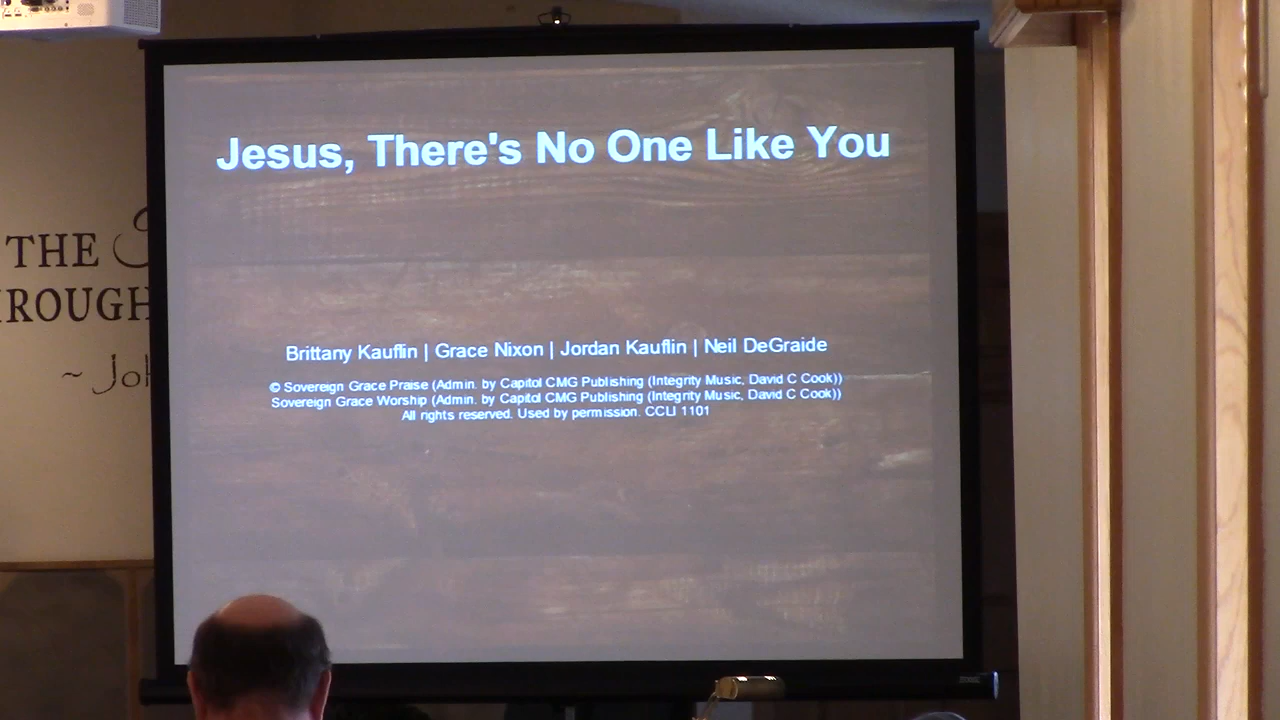 Jesus, There's No One Like You
THE
ROUGH
~ Joh
Brittany Kauflin | Grace Nixon | Jordan Kauflin | Neil DeGraide
© Sovereign Grace Praise (Admin. by Capitol CMG Publishing (Integrity Music, David C Cook))
Sovereign Grace Worship (Admin. by Capitol CMG Publishing (Integrity Music, David C Cook))
All rights reserved. Used by permission. CCLI 1101